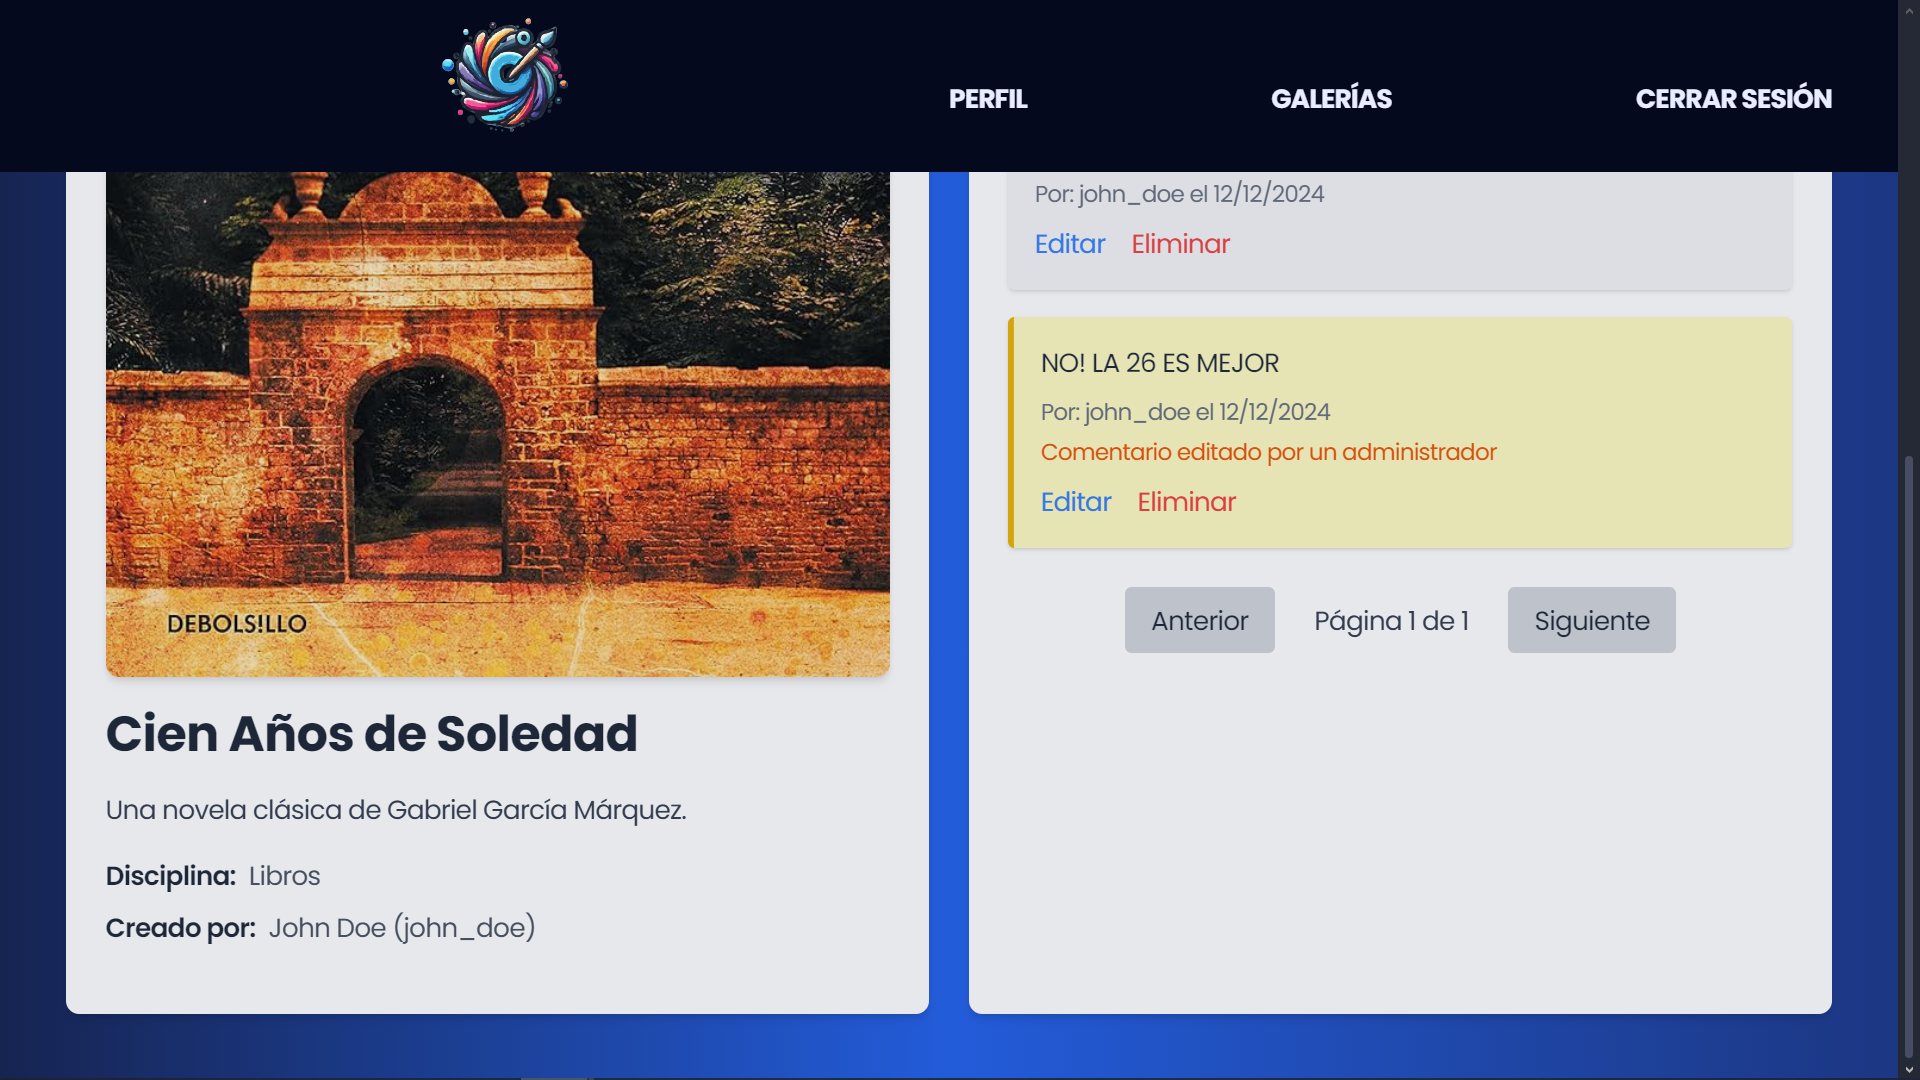 PERFIL
GALERÍAS
CERRAR SESIÓN
DEBOLS!LLO
Cien Años de Soledad
Una novela clásica de Gabriel García Márquez.
Disciplina: Libros
Creado por: John Doe (john_doe)
Por: john_doe el 12/12/2024
Editar Eliminar
NO! LA 26 ES MEJOR
Por: john_doe el 12/12/2024
Comentario editado por un administrador
Editar Eliminar
Anterior Página 1 de 1 Siguiente